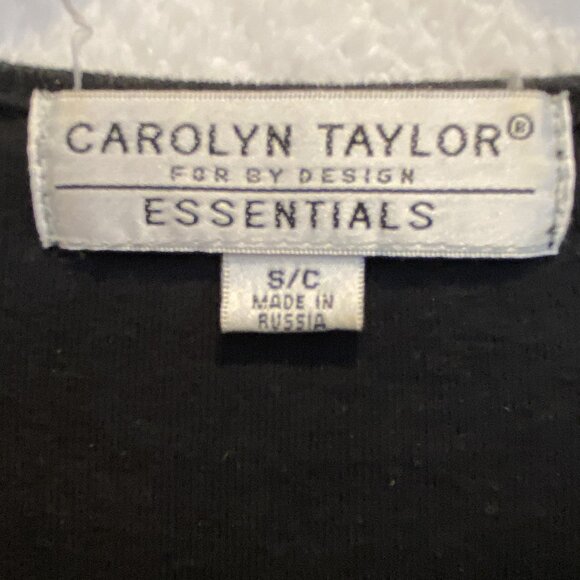 CAROLYN TAYLOR®
FOR BY DESIGN
ESSENTIALS
S/C
MADE IN
RUSSIA